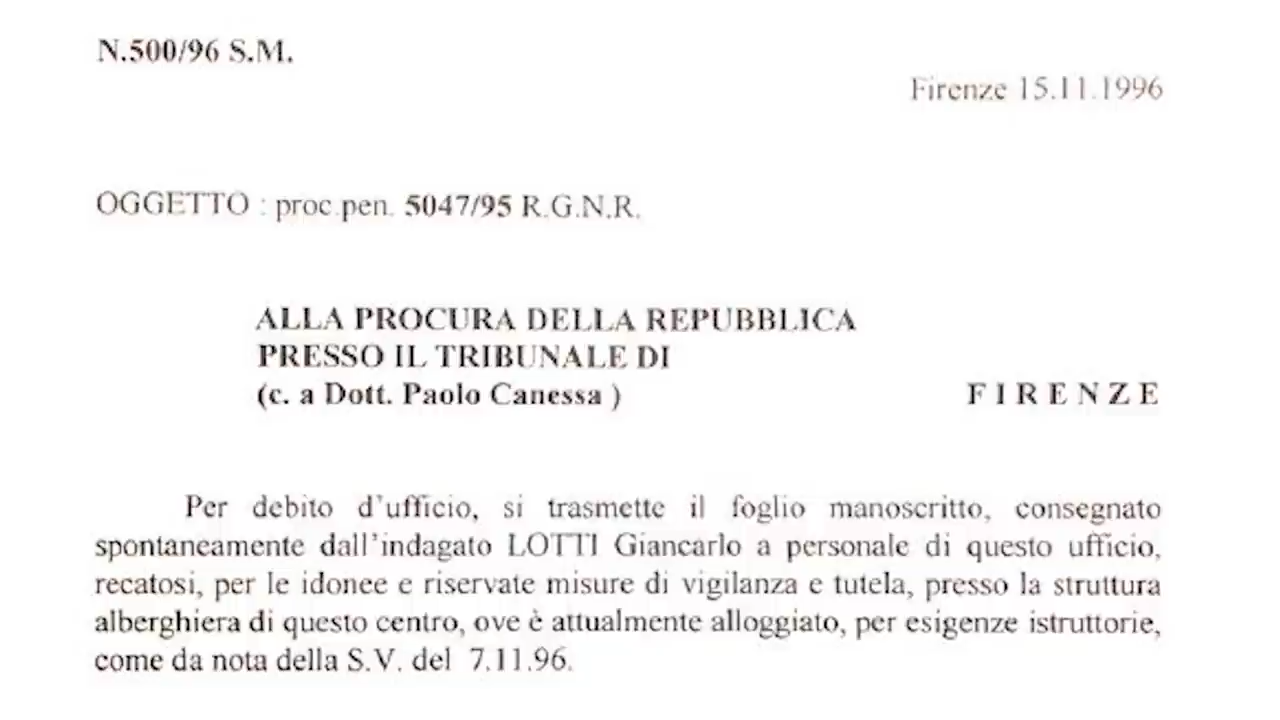 N.500/96 S.M.
Firenze 15.11.1996
OGGETTO : proc.pen. 5047/95 R.G.N.R.
ALLA PROCURA DELLA REPUBBLICA
PRESSO IL TRIBUNALE DI
(c. a Dott. Paolo Canessa ) F I R E N Z E
Per debito d'ufficio, si trasmette il foglio manoscritto, consegnato
spontaneamente dall'indagato LOTTI Giancarlo a personale di questo ufficio,
recatosi, per le idonee e riservate misure di vigilanza e tutela, presso la struttura
alberghiera di questo centro, ove è attualmente alloggiato, per esigenze istruttorie,
come da nota della S.V. del 7.11.96.